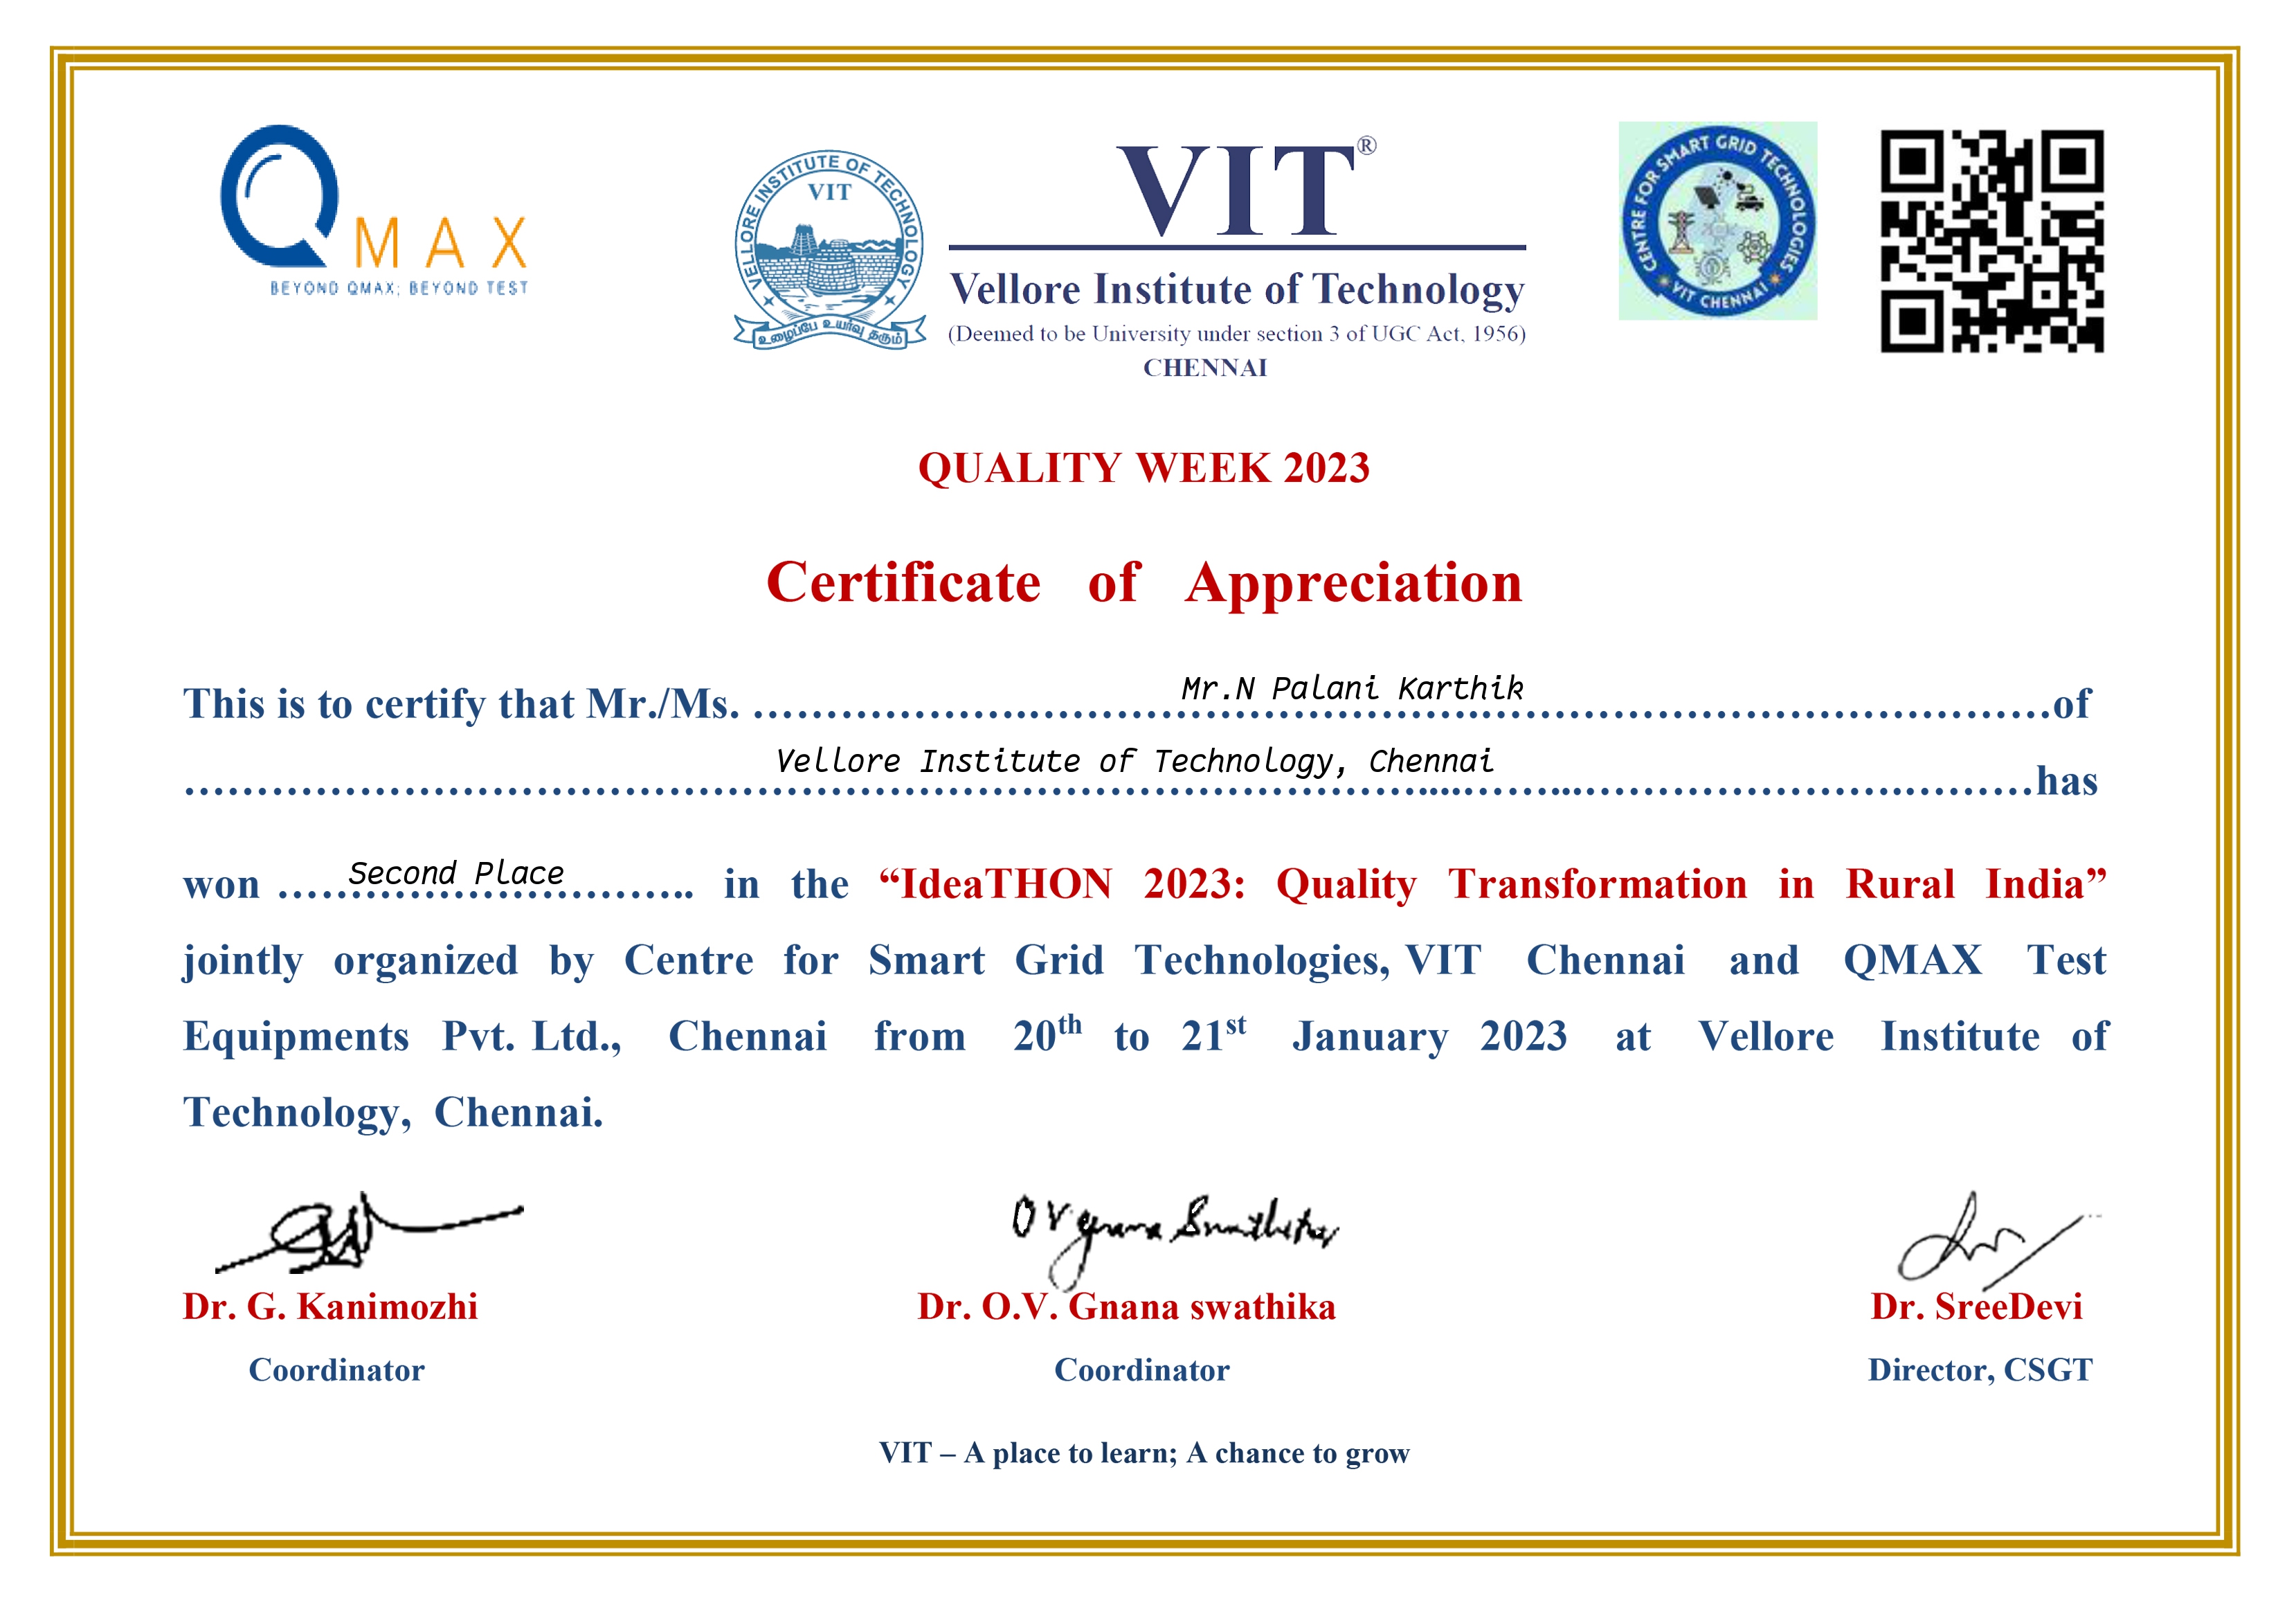 QMAX
BEYOND QMAX; BEYOND TEST
VELLORE INSTITUTE OF TECHNOLOGY
VIT
உழைப்பே உயர்வு தரும்
VIT®
Vellore Institute of Technology
(Deemed to be University under section 3 of UGC Act, 1956)
CHENNAI
CENTRE FOR SMART GRID TECHNOLOGIES
VIT CHENNAI
QUALITY WEEK 2023
Certificate of Appreciation
This is to certify that Mr./Ms. Mr.N Palani Karthik of
Vellore Institute of Technology, Chennai has
won Second Place in the “IdeaTHON 2023: Quality Transformation in Rural India”
jointly organized by Centre for Smart Grid Technologies, VIT Chennai and QMAX Test
Equipments Pvt. Ltd., Chennai from 20th to 21st January 2023 at Vellore Institute of
Technology, Chennai.
O V Gnana Swathika
Dr. G. Kanimozhi Dr. O.V. Gnana swathika Dr. SreeDevi
Coordinator Coordinator Director, CSGT
VIT – A place to learn; A chance to grow